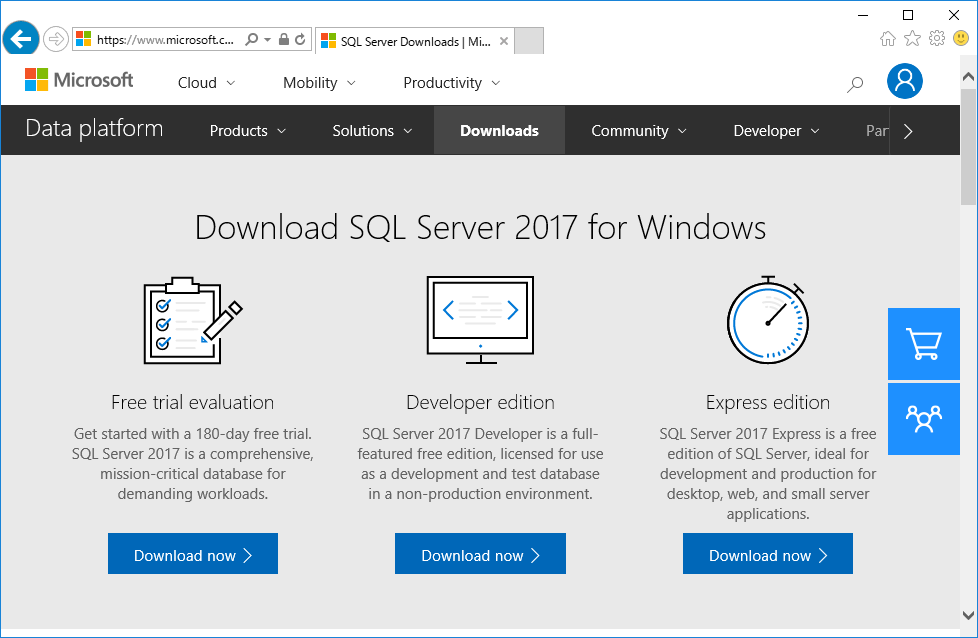 https://www.microsoft.c...
SQL Server Downloads | Mi...
Microsoft
Cloud
Mobility
Productivity
Data platform
Products
Solutions
Downloads
Community
Developer
Par
Download SQL Server 2017 for Windows
Free trial evaluation
Get started with a 180-day free trial.
SQL Server 2017 is a comprehensive,
mission-critical database for
demanding workloads.
Download now
Developer edition
SQL Server 2017 Developer is a full-
featured free edition, licensed for use
as a development and test database
in a non-production environment.
Download now
Express edition
SQL Server 2017 Express is a free
edition of SQL Server, ideal for
development and production for
desktop, web, and small server
applications.
Download now